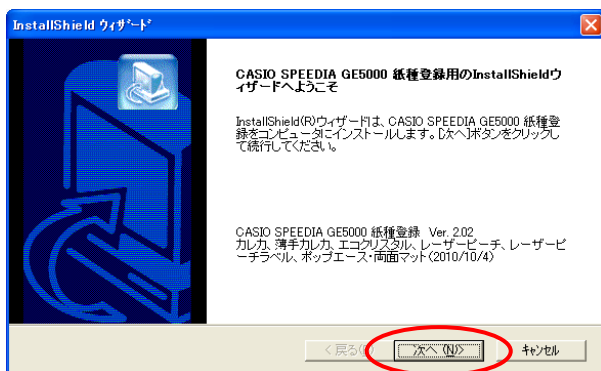 InstallShield ウィザード
CASIO SPEEDIA GE5000 紙種登録用のInstallShieldウ
ィザードへようこそ
InstallShield(R)ウィザードは、CASIO SPEEDIA GE5000 紙種登
録をコンピュータにインストールします。[次へ]ボタンをクリックし
て続行してください。
CASIO SPEEDIA GE5000 紙種登録 Ver. 2.02
カレカ、薄手カレカ、エコクリスタル、レーザーピーチ、レーザーピ
ーチラベル、ポップエース・両面マット(2010/10/4)
< 戻る( 次へ (N)> キャンセル